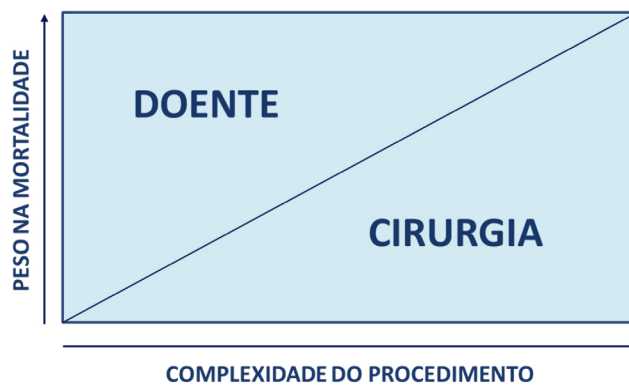 PESO NA MORTALIDADE
DOENTE
CIRURGIA
COMPLEXIDADE DO PROCEDIMENTO